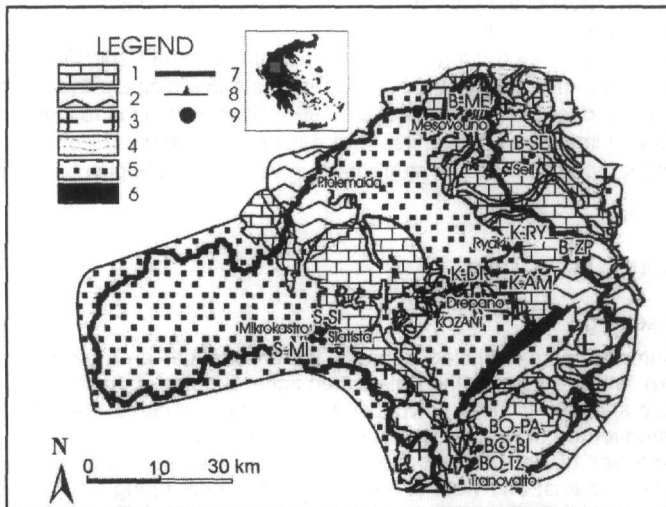 LEGEND
1 7
2 8
3 9
4
5
6
B-ME
Mesovouno
B-SE
Seli
Ptolemaida
K-RY
Ryaki
B-ZP
K-DR
K-AM
Drepano
KOZANI
S-SI
Mikrokastro
Siatista
S-MI
BO-PA
BO-BI
BO-TZ
Tranovalto
N
0 10 30 km